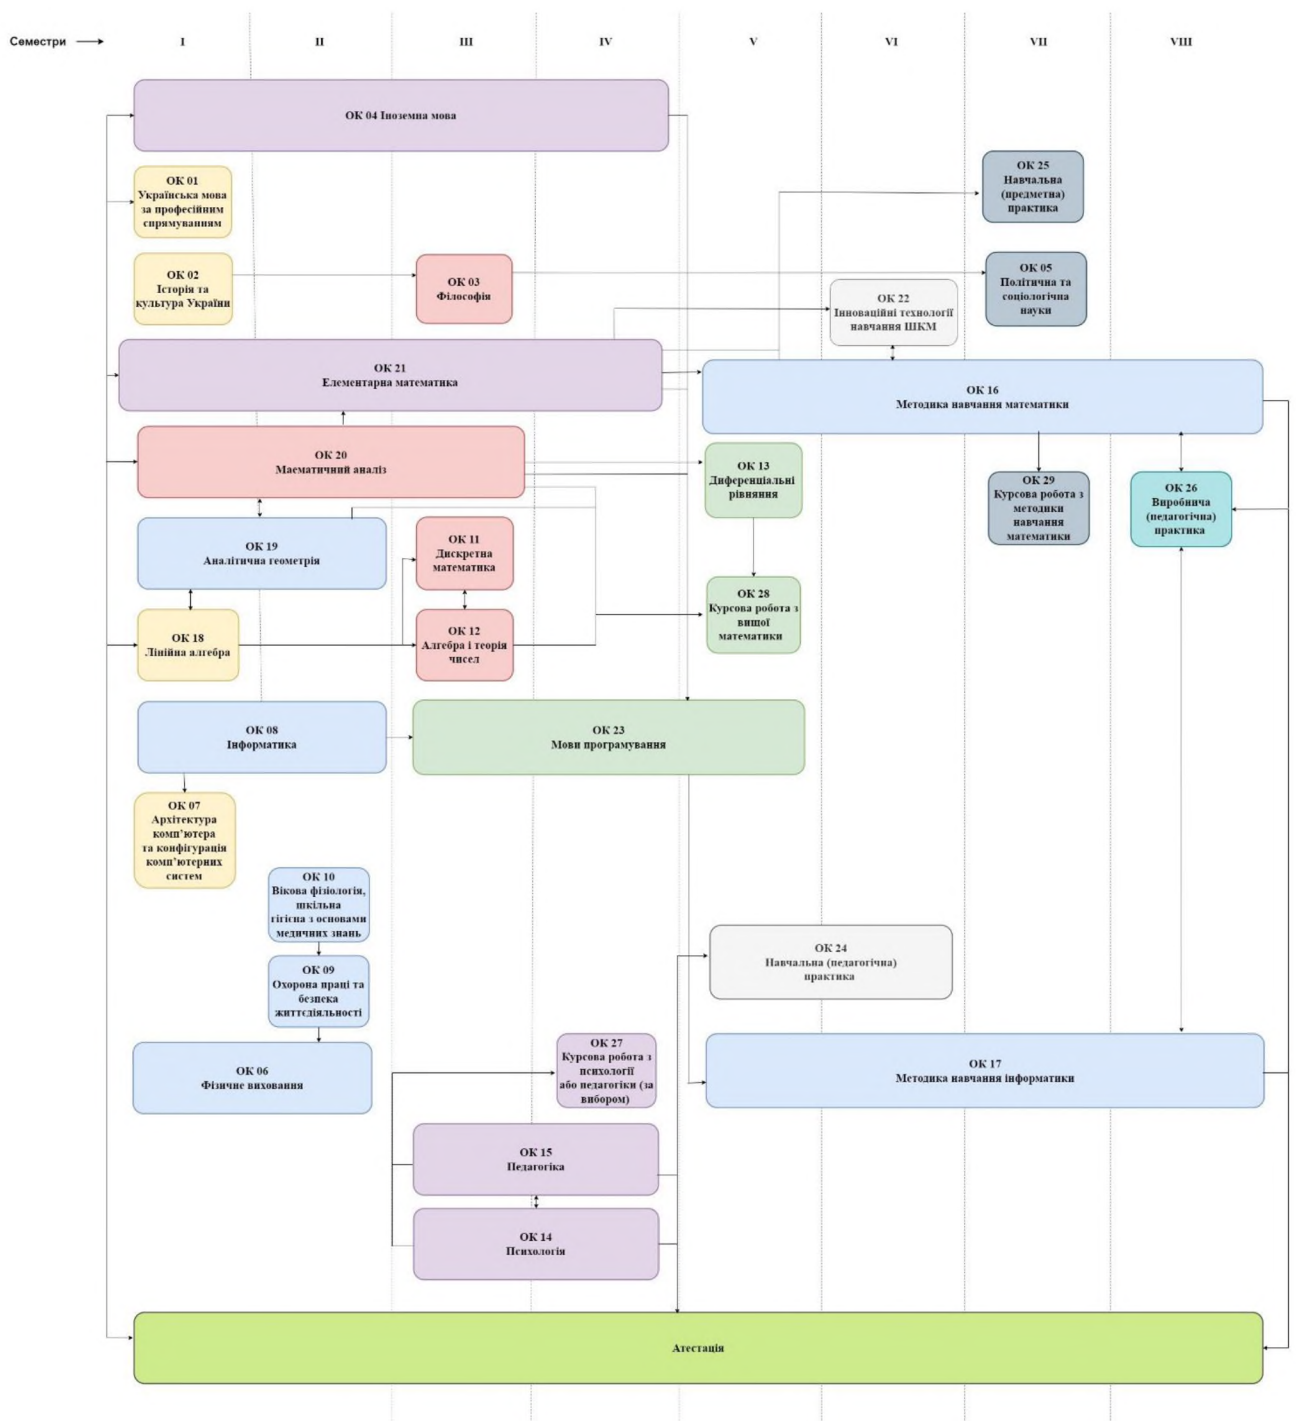 Семестри
I
II
III
IV
V
VI
VII
VIII
ОК 04 Іноземна мова
ОК 01
Українська мова
за професійним
спрямуванням
ОК 25
Навчальна
(предметна)
практика
ОК 02
Історія та
культура України
ОК 03
Філософія
ОК 05
Політична та
соціологічна
науки
ОК 22
Інноваційні технології
навчання ШКМ
ОК 21
Елементарна математика
ОК 16
Методика навчання математики
ОК 20
Маематичний аналіз
ОК 13
Диференціальні
рівняння
ОК 29
Курсова робота з
методики
навчання
математики
ОК 26
Виробнича
(педагогічна)
практика
ОК 19
Аналітична геометрія
ОК 11
Дискретна
математика
ОК 28
Курсова робота з
вищої
математики
ОК 18
Лінійна алгебра
ОК 12
Алгебра і теорія
чисел
ОК 08
Інформатика
ОК 23
Мови програмування
ОК 07
Архітектура
комп’ютера
та конфігурація
комп’ютерних
систем
ОК 10
Вікова фізіологія,
шкільна
гігієна з основами
медичних знань
ОК 24
Навчальна (педагогічна)
практика
ОК 09
Охорона праці та
безпека
життєдіяльності
ОК 06
Фізичне виховання
ОК 27
Курсова робота з
психології
або педагогіки (за
вибором)
ОК 17
Методика навчання інформатики
ОК 15
Педагогіка
ОК 14
Психологія
Атестація